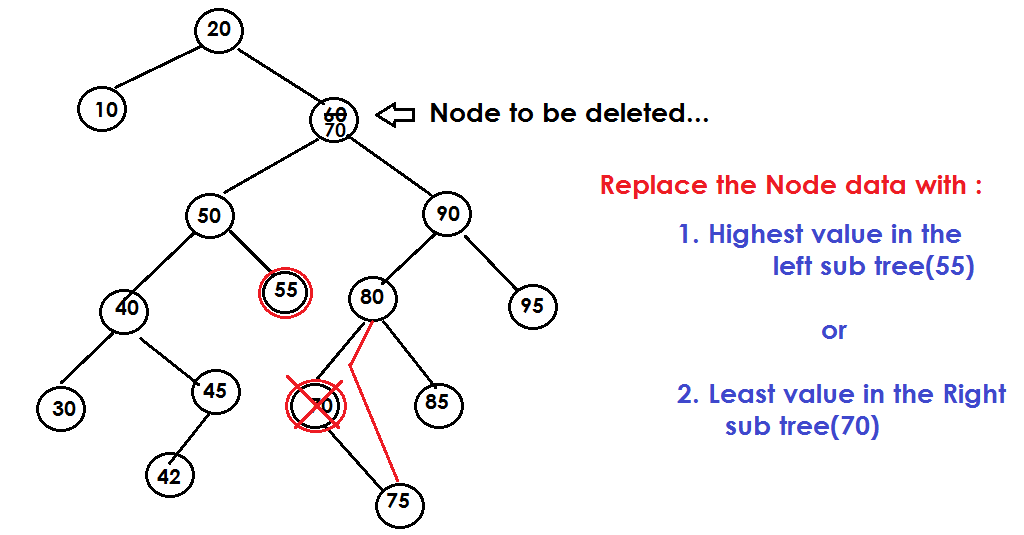 20
10
60
70
Node to be deleted...
Replace the Node data with :
50
90
1. Highest value in the
left sub tree(55)
55
80
95
40
or
30
45
70
85
2. Least value in the Right
sub tree(70)
42
75